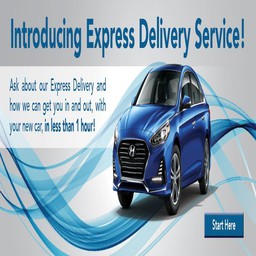 Introducing Express Delivery Service!
Ask about our Express Delivery and
how we can get you in and out, with
your new car, in less than 1 hour!
Start Here